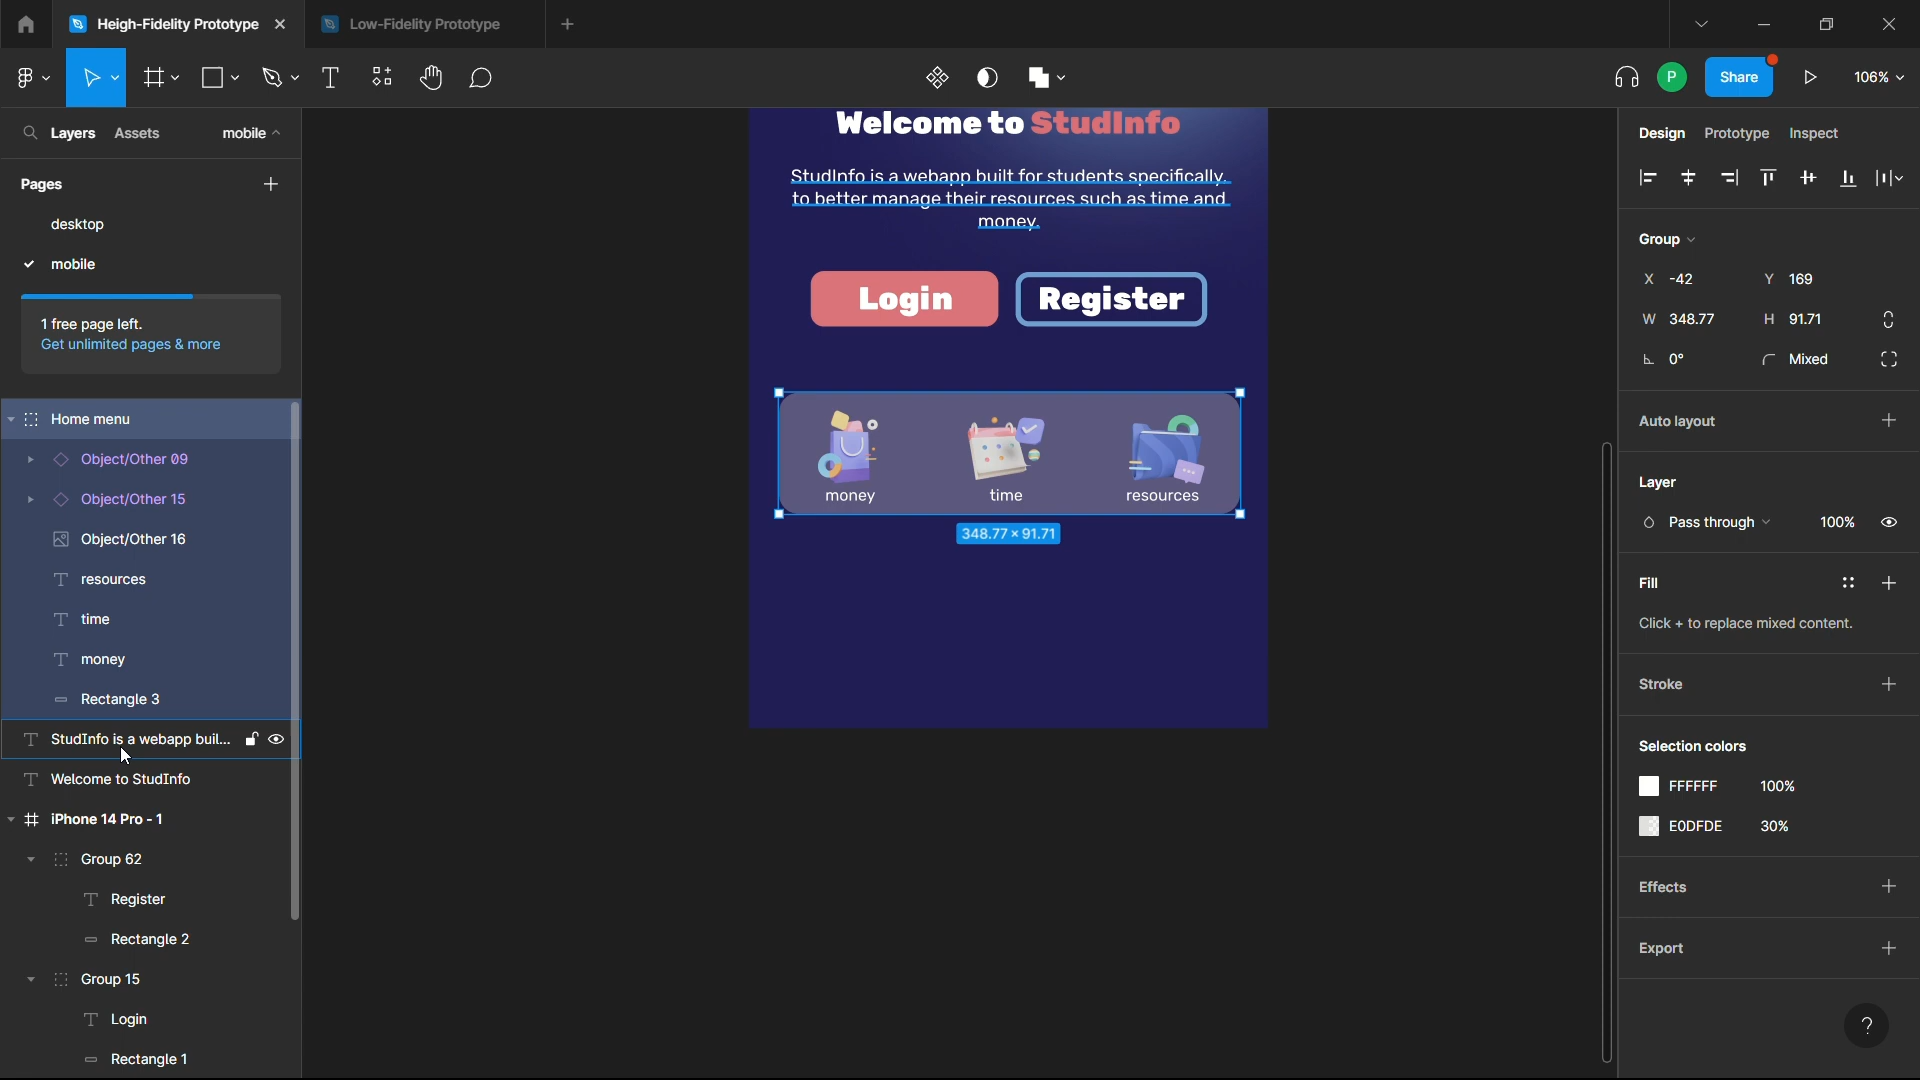 Heigh-Fidelity Prototype
Low-Fidelity Prototype
P
Share
106%
Layers
Assets
mobile
Pages
desktop
mobile
1 free page left.
Get unlimited pages & more
Home menu
Object/Other 09
Object/Other 15
Object/Other 16
resources
time
money
Rectangle 3
StudInfo is a webapp buil...
Welcome to StudInfo
iPhone 14 Pro - 1
Group 62
Register
Rectangle 2
Group 15
Login
Rectangle 1
Welcome to StudInfo
StudInfo is a webapp built for students specifically,
to better manage their resources such as time and
money.
Login
Register
money
time
resources
348.77 × 91.71
Design
Prototype
Inspect
Group
X -42
Y 169
W 348.77
H 91.71
0°
Mixed
Auto layout
Layer
Pass through
100%
Fill
Click + to replace mixed content.
Stroke
Selection colors
FFFFFF 100%
E0DFDE 30%
Effects
Export
?